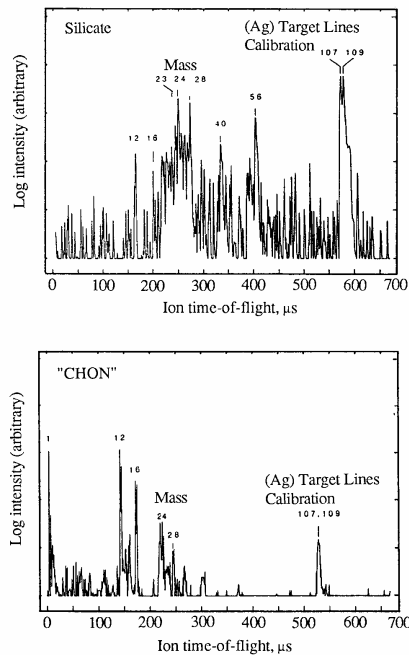 Silicate
(Ag) Target Lines
Calibration
107 109
Mass
23 24 28
12 16
40
56
Log intensity (arbitrary)
0 100 200 300 400 500 600 700
Ion time-of-flight, µs
"CHON"
1
12
16
Mass
24
28
(Ag) Target Lines
Calibration
107,109
Log intensity (arbitrary)
0 100 200 300 400 500 600 700
Ion time-of-flight, µs